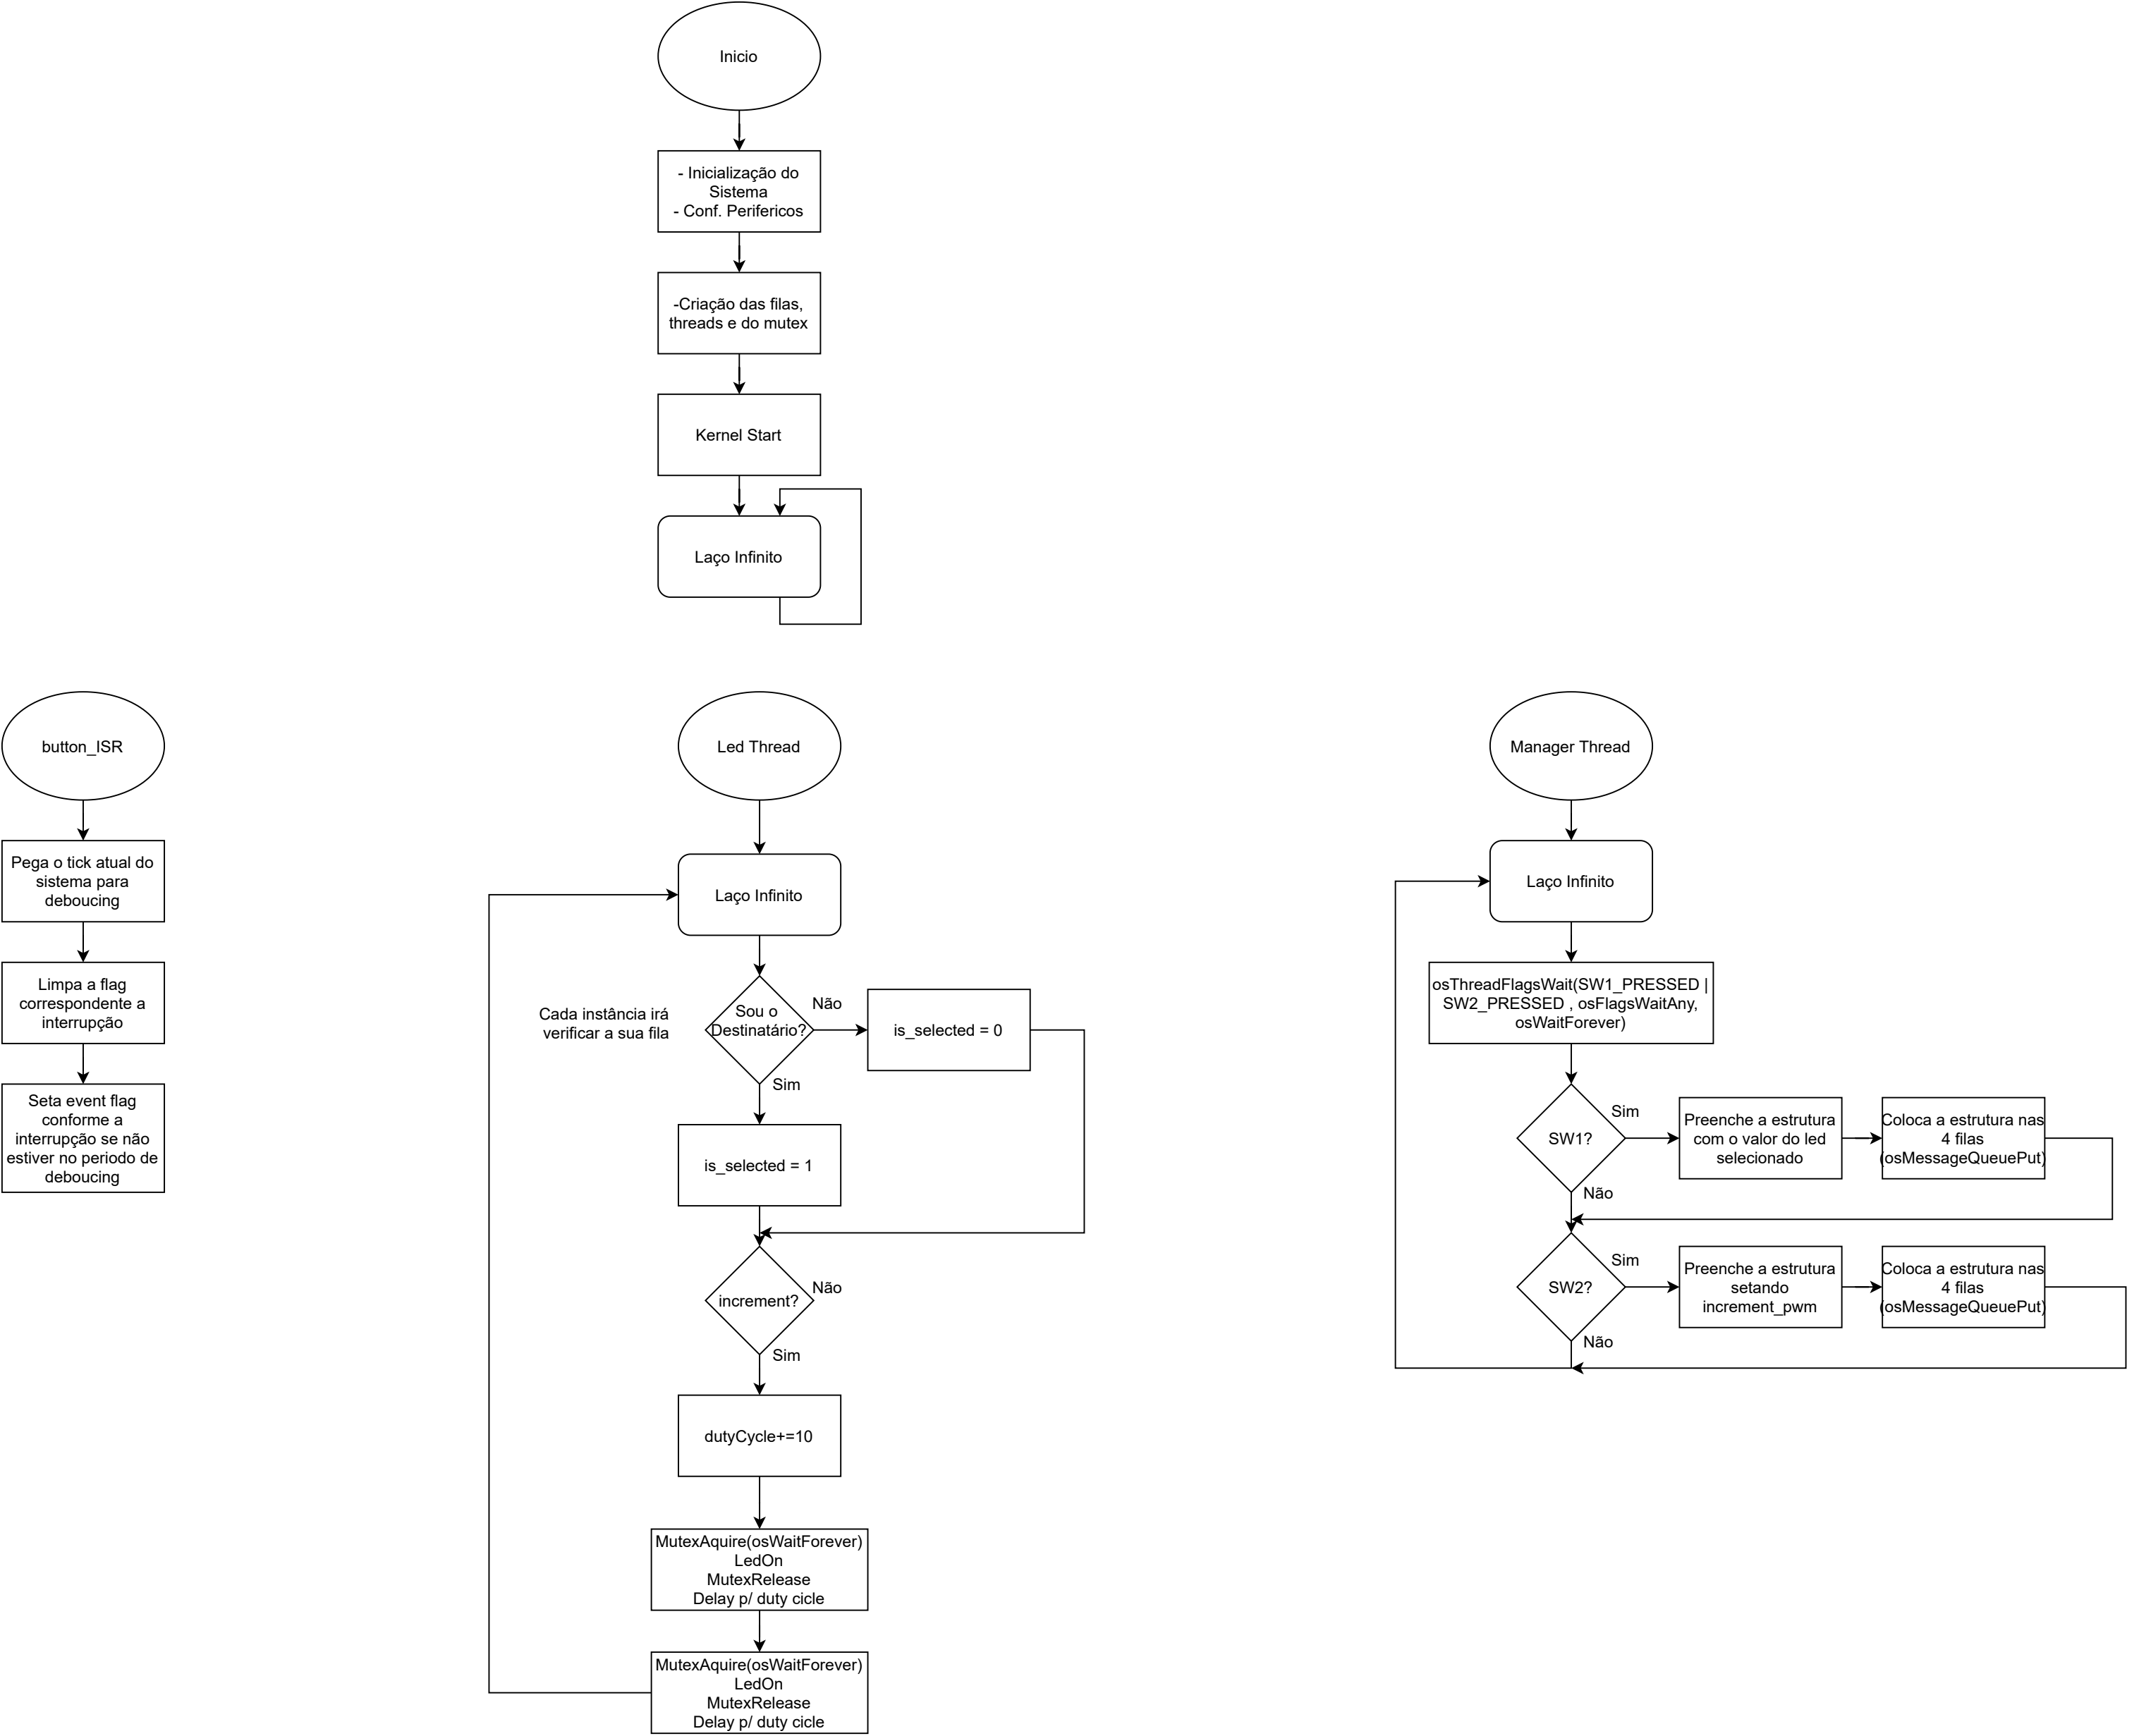 Inicio
- Inicialização do
Sistema
- Conf. Perifericos
-Criação das filas,
threads e do mutex
Kernel Start
Laço Infinito
button_ISR
Pega o tick atual do
sistema para
deboucing
Limpa a flag
correspondente a
interrupção
Seta event flag
conforme a
interrupção se não
estiver no periodo de
deboucing
Led Thread
Laço Infinito
Cada instância irá
verificar a sua fila
Sou o
Destinatário?
Não
is_selected = 0
Sim
is_selected = 1
increment?
Não
Sim
dutyCycle+=10
MutexAquire(osWaitForever)
LedOn
MutexRelease
Delay p/ duty cicle
MutexAquire(osWaitForever)
LedOn
MutexRelease
Delay p/ duty cicle
Manager Thread
Laço Infinito
osThreadFlagsWait(SW1_PRESSED |
SW2_PRESSED , osFlagsWaitAny,
osWaitForever)
SW1?
Sim
Preenche a estrutura
com o valor do led
selecionado
Coloca a estrutura nas
4 filas
(osMessageQueuePut)
Não
SW2?
Sim
Preenche a estrutura
setando
increment_pwm
Coloca a estrutura nas
4 filas
(osMessageQueuePut)
Não